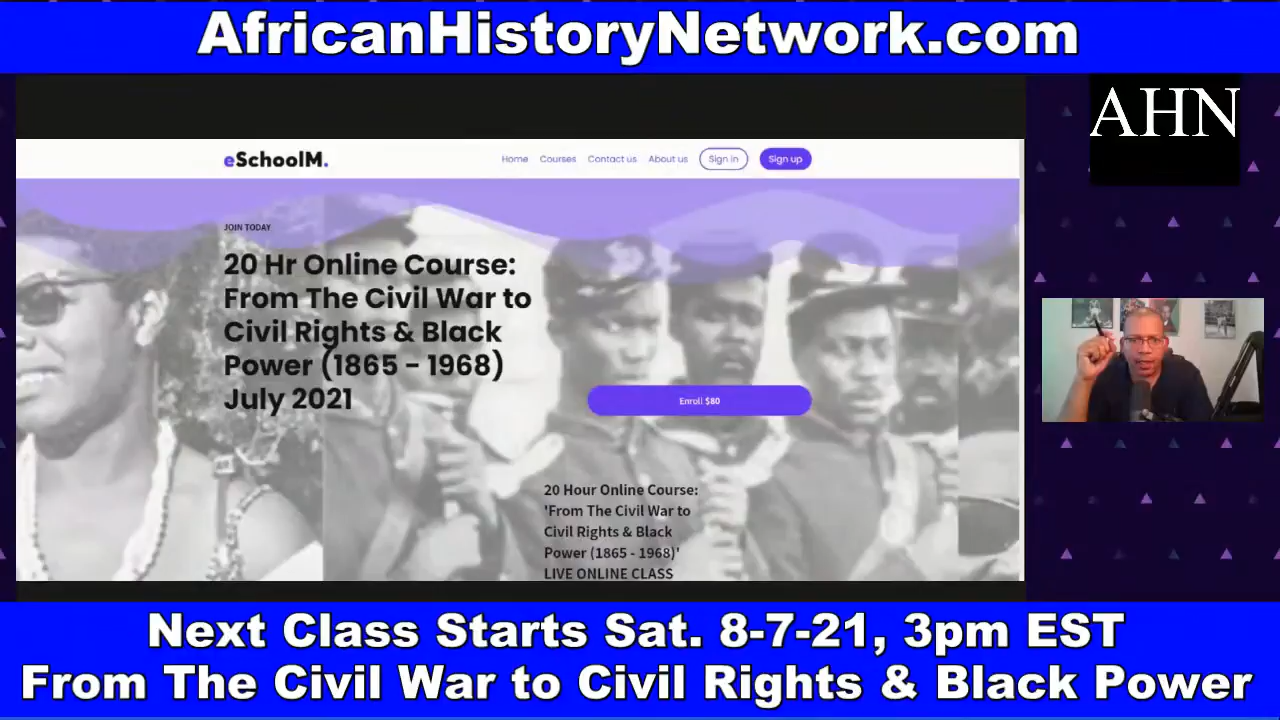 AfricanHistoryNetwork.com
AHN
eSchoolM.
Home Courses Contact us About us Sign in Sign up
JOIN TODAY
20 Hr Online Course:
From The Civil War to
Civil Rights & Black
Power (1865 - 1968)
July 2021
Enroll $80
20 Hour Online Course:
'From The Civil War to
Civil Rights & Black
Power (1865 - 1968)'
LIVE ONLINE CLASS
Next Class Starts Sat. 8-7-21, 3pm EST
From The Civil War to Civil Rights & Black Power